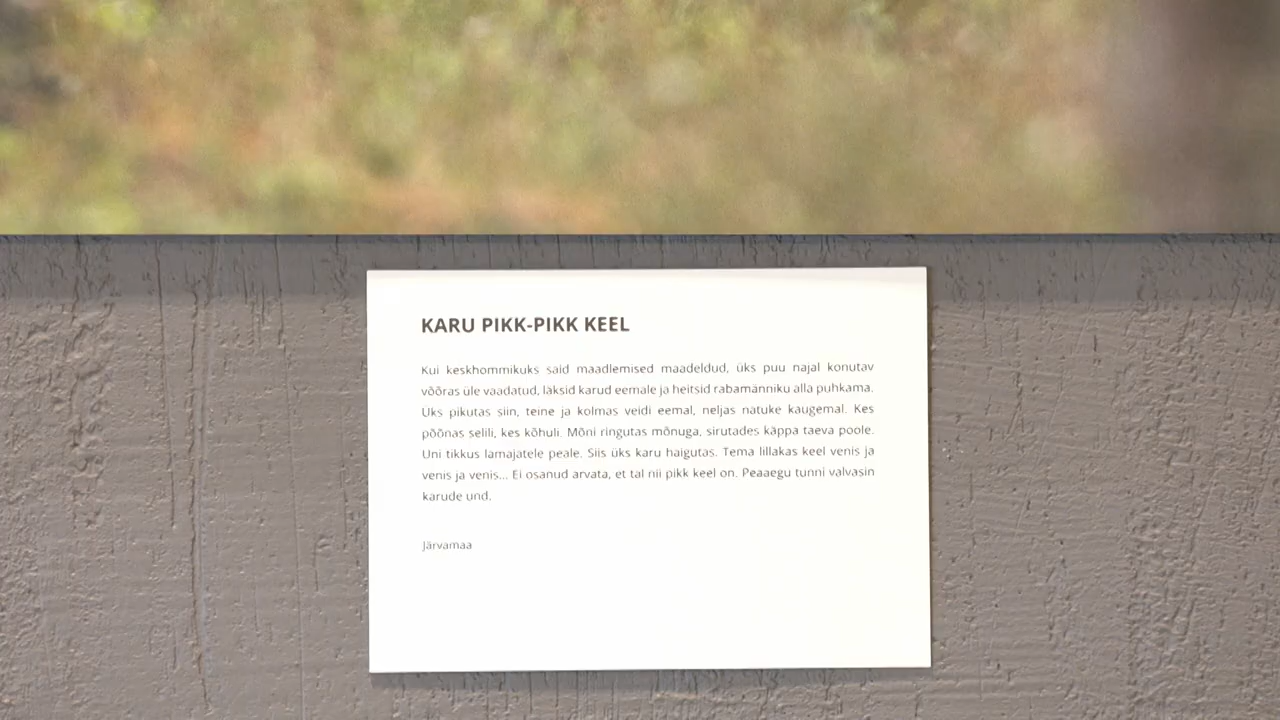 KARU PIKK-PIKK KEEL
Kui keskhommikuks said maadlemised maadeldud, üks puu najal konutav
võõras üle vaadatud, läksid karud eemale ja heitsid rabamänniku alla puhkama.
Üks pikutas siin, teine ja kolmas veidi eemal, neljas natuke kaugemal. Kes
põõnas selili, kes kõhuli. Mõni ringutas mõnuga, sirutades käppa taeva poole.
Uni tikkus lamajatele peale. Siis üks karu haigutas. Tema lillakas keel venis ja
venis ja venis... Ei osanud arvata, et tal nii pikk keel on. Peaaegu tunni valvasin
karude und.
Järvamaa